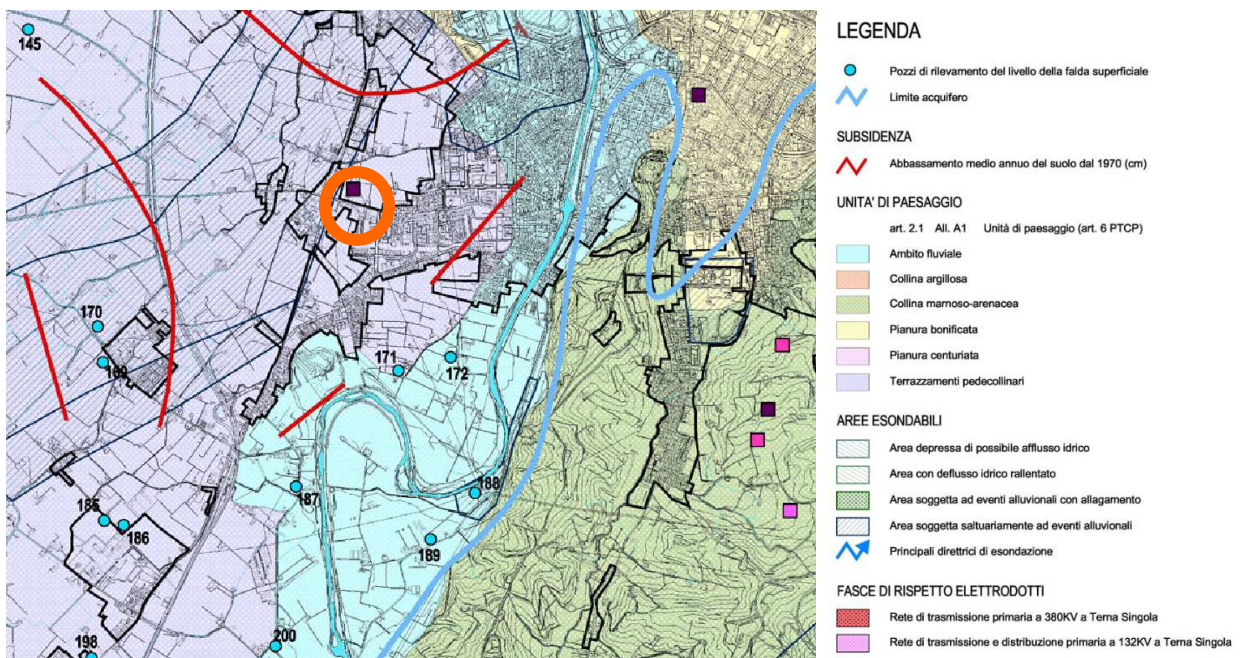 145
170
169
171
172
187
188
185
186
189
198
200
LEGENDA
Pozzi di rilevamento del livello della falda superficiale
Limite acquifero
SUBSIDENZA
Abbassamento medio annuo del suolo dal 1970 (cm)
UNITA' DI PAESAGGIO
art. 2.1 All. A1 Unità di paesaggio (art. 6 PTCP)
Ambito fluviale
Collina argillosa
Collina marnoso-arenacea
Pianura bonificata
Pianura centuriata
Terrazzamenti pedecollinari
AREE ESONDABILI
Area depressa di possibile afflusso idrico
Area con deflusso idrico rallentato
Area soggetta ad eventi alluvionali con allagamento
Area soggetta saltuariamente ad eventi alluvionali
Principali direttrici di esondazione
FASCE DI RISPETTO ELETTRODOTTI
Rete di trasmissione primaria a 380KV a Terna Singola
Rete di trasmissione e distribuzione primaria a 132KV a Terna Singola